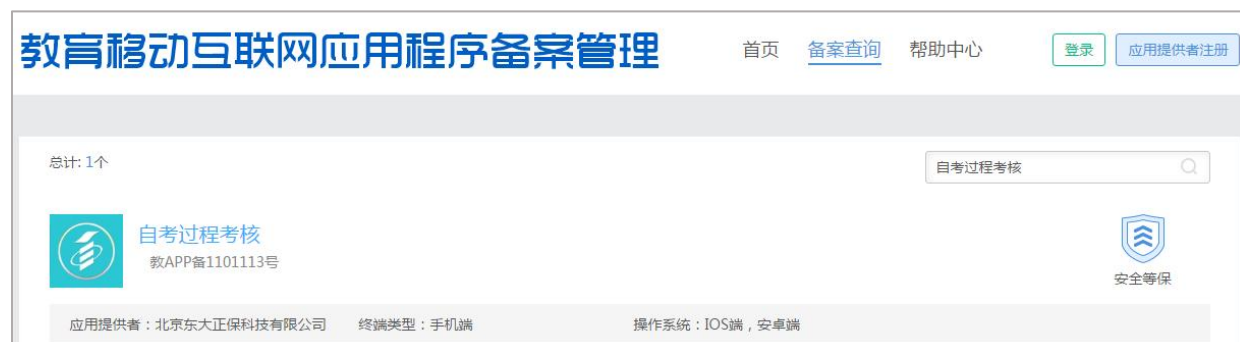 教育移动互联网应用程序备案管理 首页 备案查询 帮助中心 登录 应用提供者注册
总计: 1个 自考过程考核
自考过程考核
教APP备1101113号
安全等保
应用提供者：北京东大正保科技有限公司 终端类型：手机端 操作系统：IOS端，安卓端